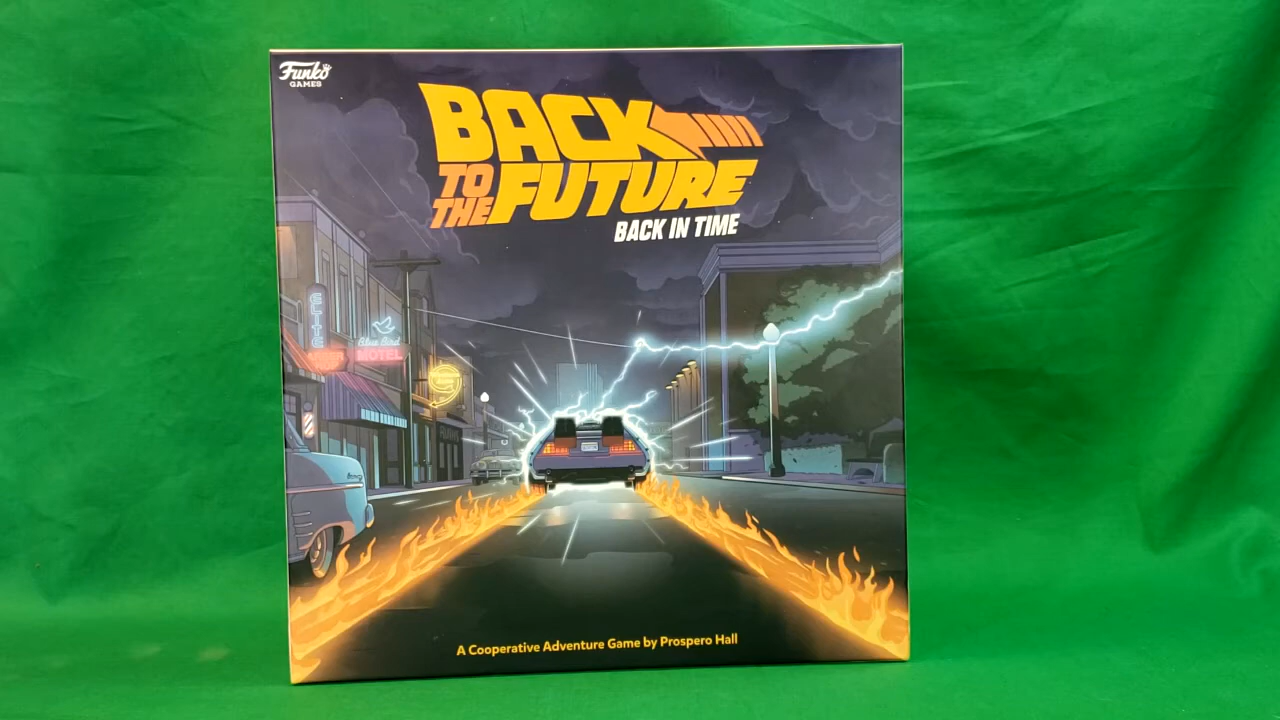 Funko
GAMES
BACK
TO
THE
FUTURE
BACK IN TIME
ELITE
Blue Bird
MOTEL
A Cooperative Adventure Game by Prospero Hall